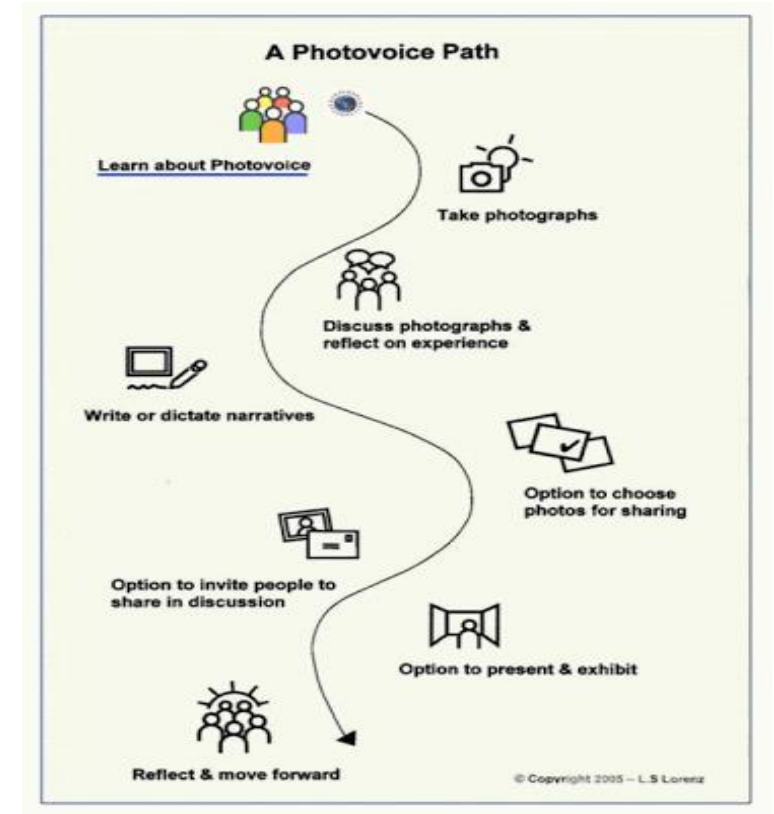 A Photovoice Path
Learn about Photovoice
Take photographs
Discuss photographs &
reflect on experience
Write or dictate narratives
Option to choose
photos for sharing
Option to invite people to
share in discussion
Option to present & exhibit
Reflect & move forward
© Copyright 2005 – L.S Lorenz